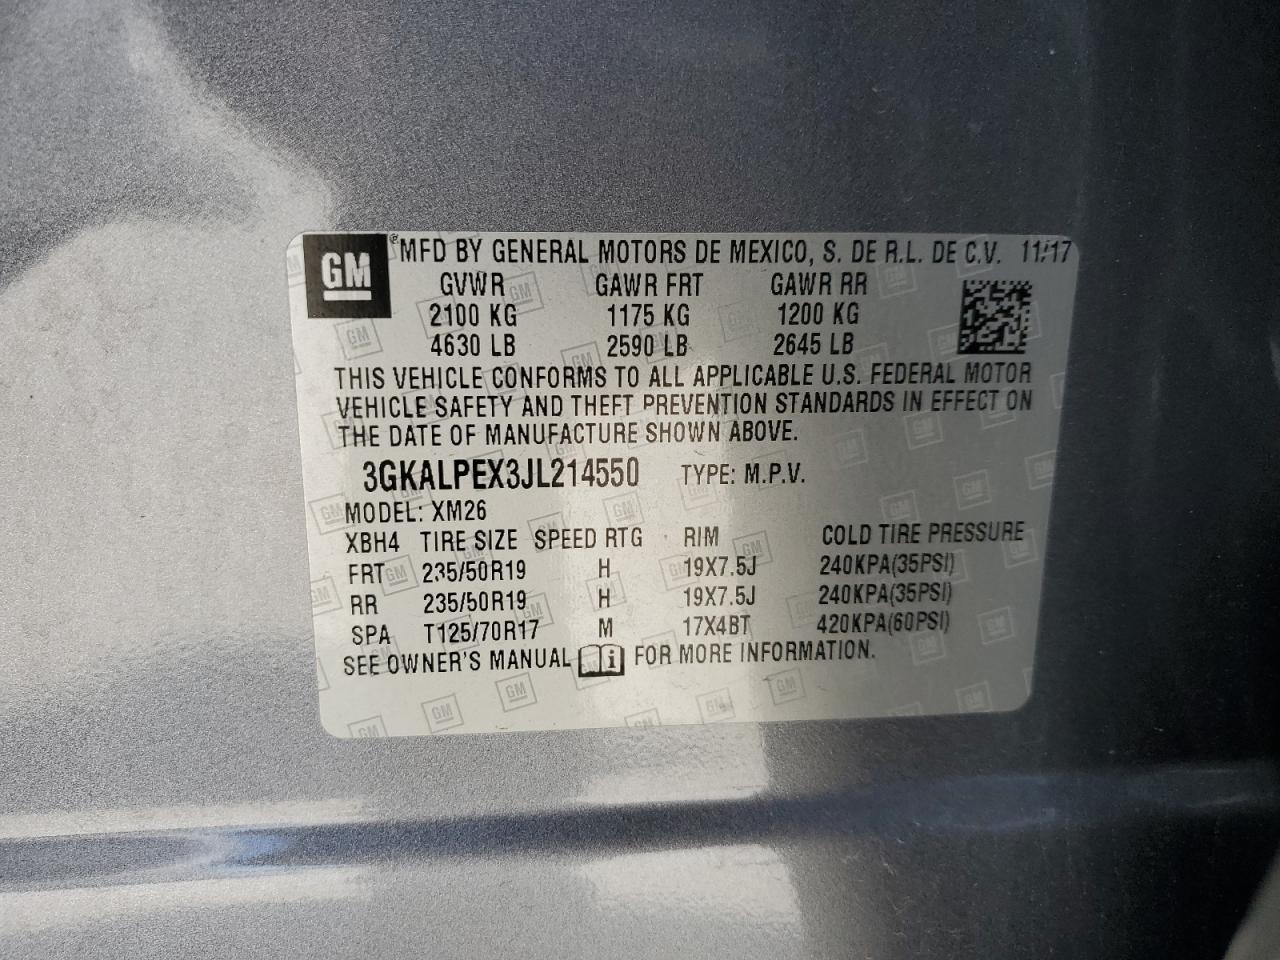 GM ® MFD BY GENERAL MOTORS DE MEXICO, S. DE R.L. DE C.V. 11/17
GVWR GAWR FRT GAWR RR
2100 KG 1175 KG 1200 KG
4630 LB 2590 LB 2645 LB
THIS VEHICLE CONFORMS TO ALL APPLICABLE U.S. FEDERAL MOTOR
VEHICLE SAFETY AND THEFT PREVENTION STANDARDS IN EFFECT ON
THE DATE OF MANUFACTURE SHOWN ABOVE.
3GKALPEX3JL214550 TYPE: M.P.V.
MODEL: XM26
XBH4 TIRE SIZE SPEED RTG RIM COLD TIRE PRESSURE
FRT 235/50R19 H 19X7.5J 240KPA(35PSI)
RR 235/50R19 H 19X7.5J 240KPA(35PSI)
SPA T125/70R17 M 17X4BT 420KPA(60PSI)
SEE OWNER'S MANUAL i FOR MORE INFORMATION.